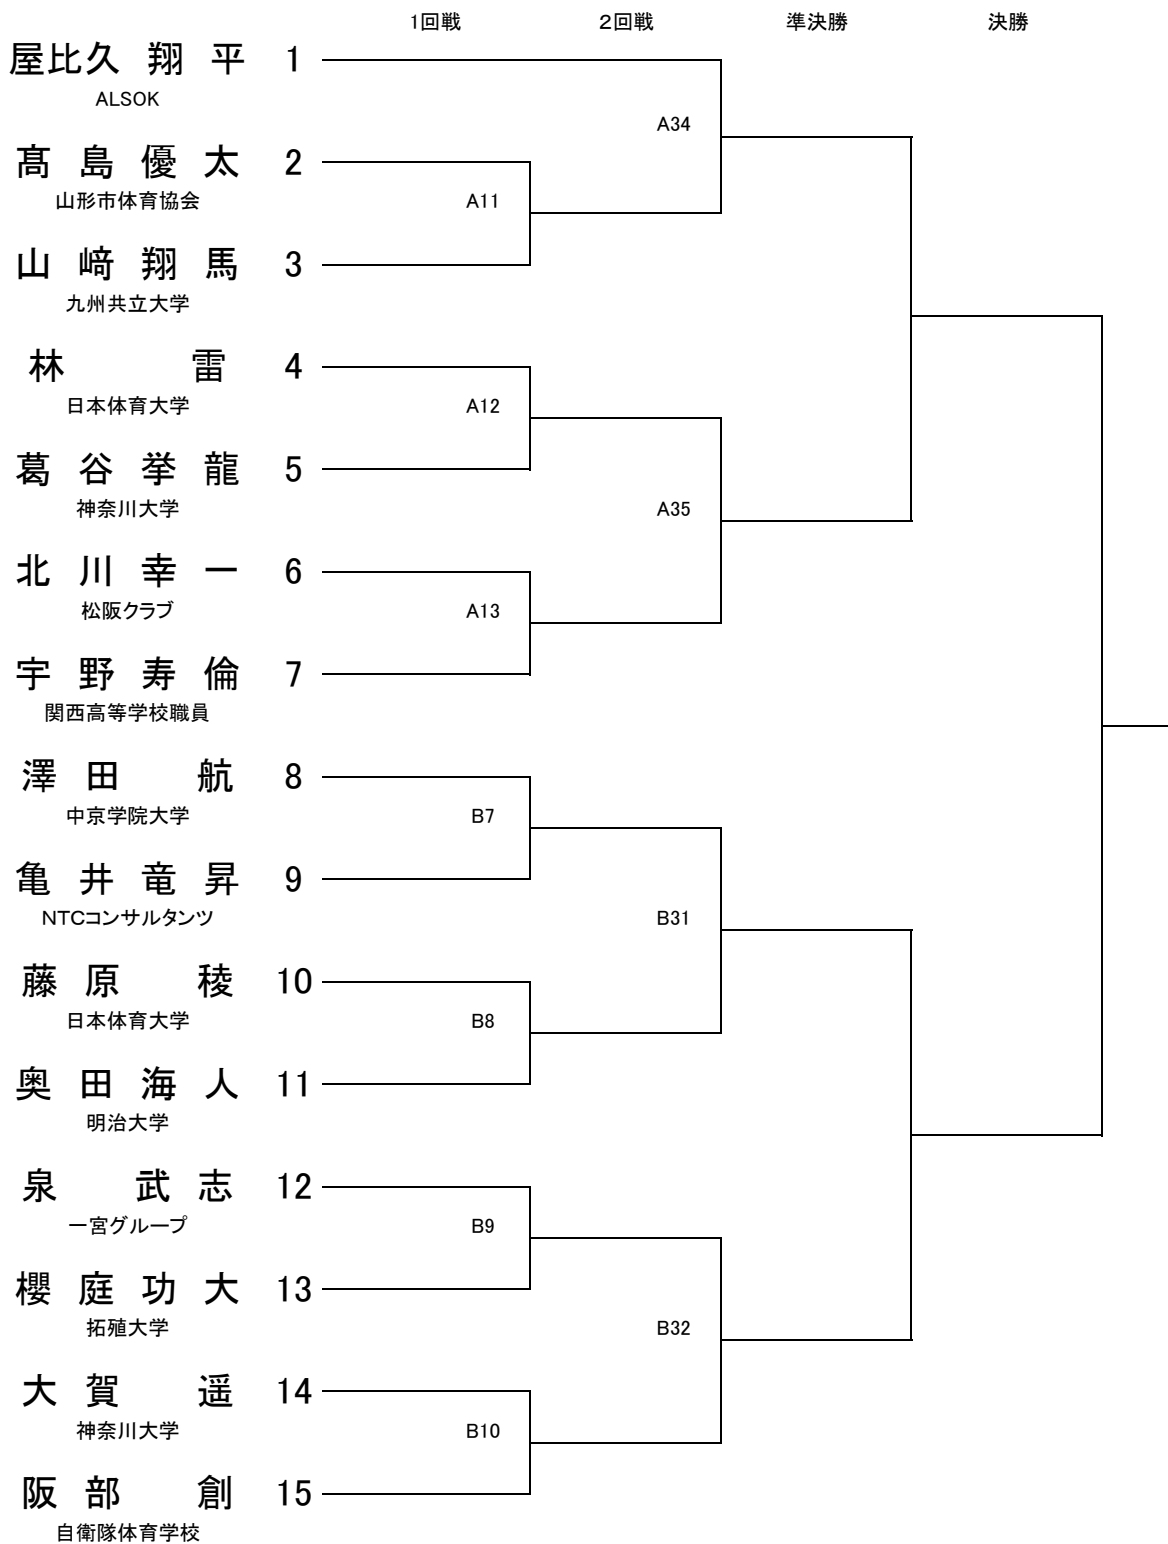 1回戦 2回戦 準決勝 決勝
屋比久 翔 平 1
ALSOK
A34
髙 島 優 太 2
山形市体育協会
A11
山 﨑 翔 馬 3
九州共立大学
林 雷 4
日本体育大学
A12
葛 谷 挙 龍 5
神奈川大学
A35
北 川 幸 一 6
松阪クラブ
A13
宇 野 寿 倫 7
関西高等学校職員
澤 田 航 8
中京学院大学
B7
亀 井 竜 昇 9
NTCコンサルタンツ
B31
藤 原 稜 10
日本体育大学
B8
奥 田 海 人 11
明治大学
泉 武 志 12
一宮グループ
B9
櫻 庭 功 大 13
拓殖大学
B32
大 賀 遥 14
神奈川大学
B10
阪 部 創 15
自衛隊体育学校